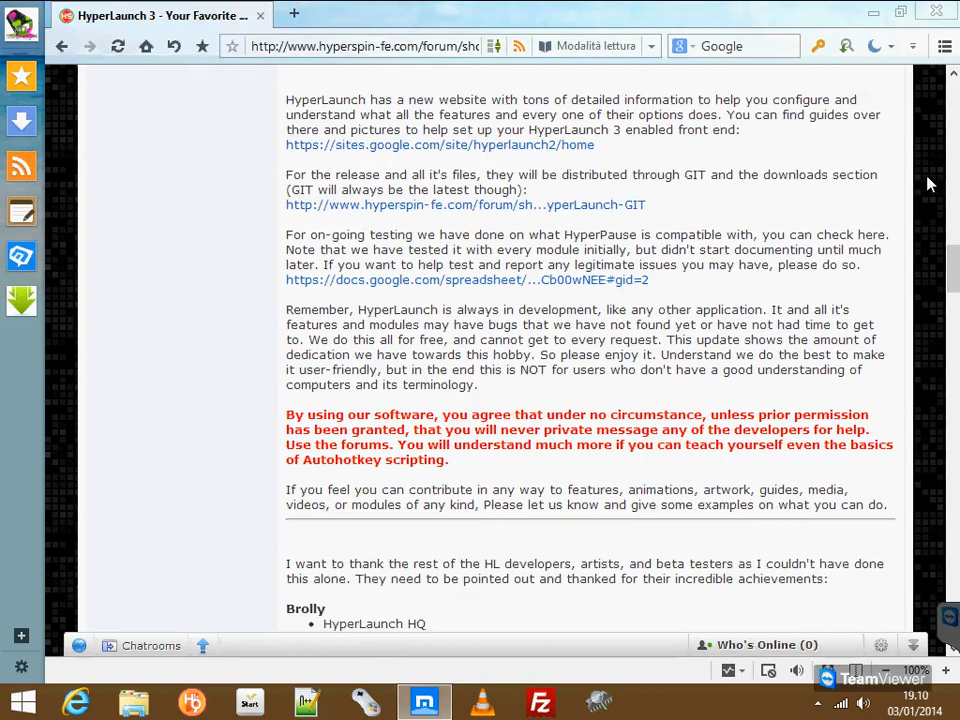 HyperLaunch 3 - Your Favorite ...
http://www.hyperspin-fe.com/forum/sho
Modalità lettura
Google
HyperLaunch has a new website with tons of detailed information to help you configure and
understand what all the features and every one of their options does. You can find guides over
there and pictures to help set up your HyperLaunch 3 enabled front end:
https://sites.google.com/site/hyperlaunch2/home
For the release and all it's files, they will be distributed through GIT and the downloads section
(GIT will always be the latest though):
http://www.hyperspin-fe.com/forum/sh...yperLaunch-GIT
For on-going testing we have done on what HyperPause is compatible with, you can check here.
Note that we have tested it with every module initially, but didn't start documenting until much
later. If you want to help test and report any legitimate issues you may have, please do so.
https://docs.google.com/spreadsheet/...Cb00wNEE#gid=2
Remember, HyperLaunch is always in development, like any other application. It and all it's
features and modules may have bugs that we have not found yet or have not had time to get
to. We do this all for free, and cannot get to every request. This update shows the amount of
dedication we have towards this hobby. So please enjoy it. Understand we do the best to make
it user-friendly, but in the end this is NOT for users who don't have a good understanding of
computers and its terminology.
By using our software, you agree that under no circumstance, unless prior permission
has been granted, that you will never private message any of the developers for help.
Use the forums. You will understand much more if you can teach yourself even the basics
of Autohotkey scripting.
If you feel you can contribute in any way to features, animations, artwork, guides, media,
videos, or modules of any kind, Please let us know and give some examples on what you can do.
I want to thank the rest of the HL developers, artists, and beta testers as I couldn't have done
this alone. They need to be pointed out and thanked for their incredible achievements:
Brolly
• HyperLaunch HQ
Chatrooms
Who's Online (0)
100%
TeamViewer
Start
19.10
03/01/2014